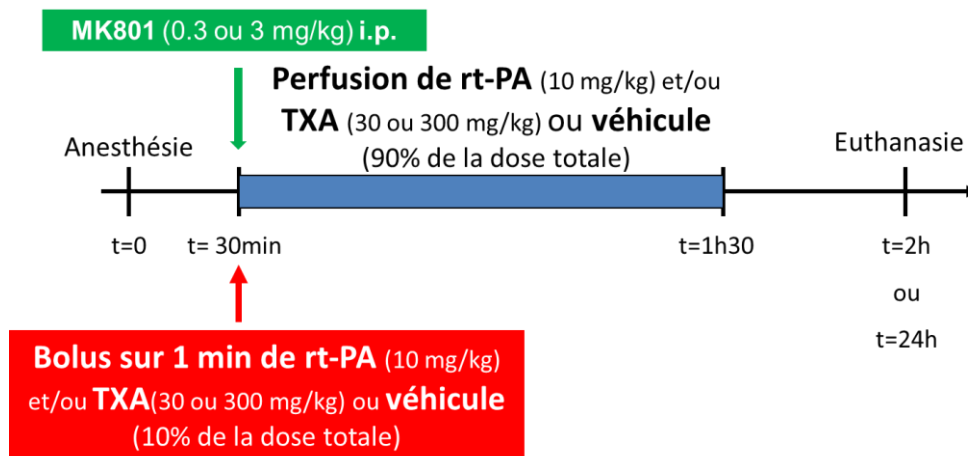 MK801 (0.3 ou 3 mg/kg) i.p.
Perfusion de rt-PA (10 mg/kg) et/ou
TXA (30 ou 300 mg/kg) ou véhicule
(90% de la dose totale)
Anesthésie
Euthanasie
t=0
t= 30min
t=1h30
t=2h
ou
t=24h
Bolus sur 1 min de rt-PA (10 mg/kg)
et/ou TXA(30 ou 300 mg/kg) ou véhicule
(10% de la dose totale)